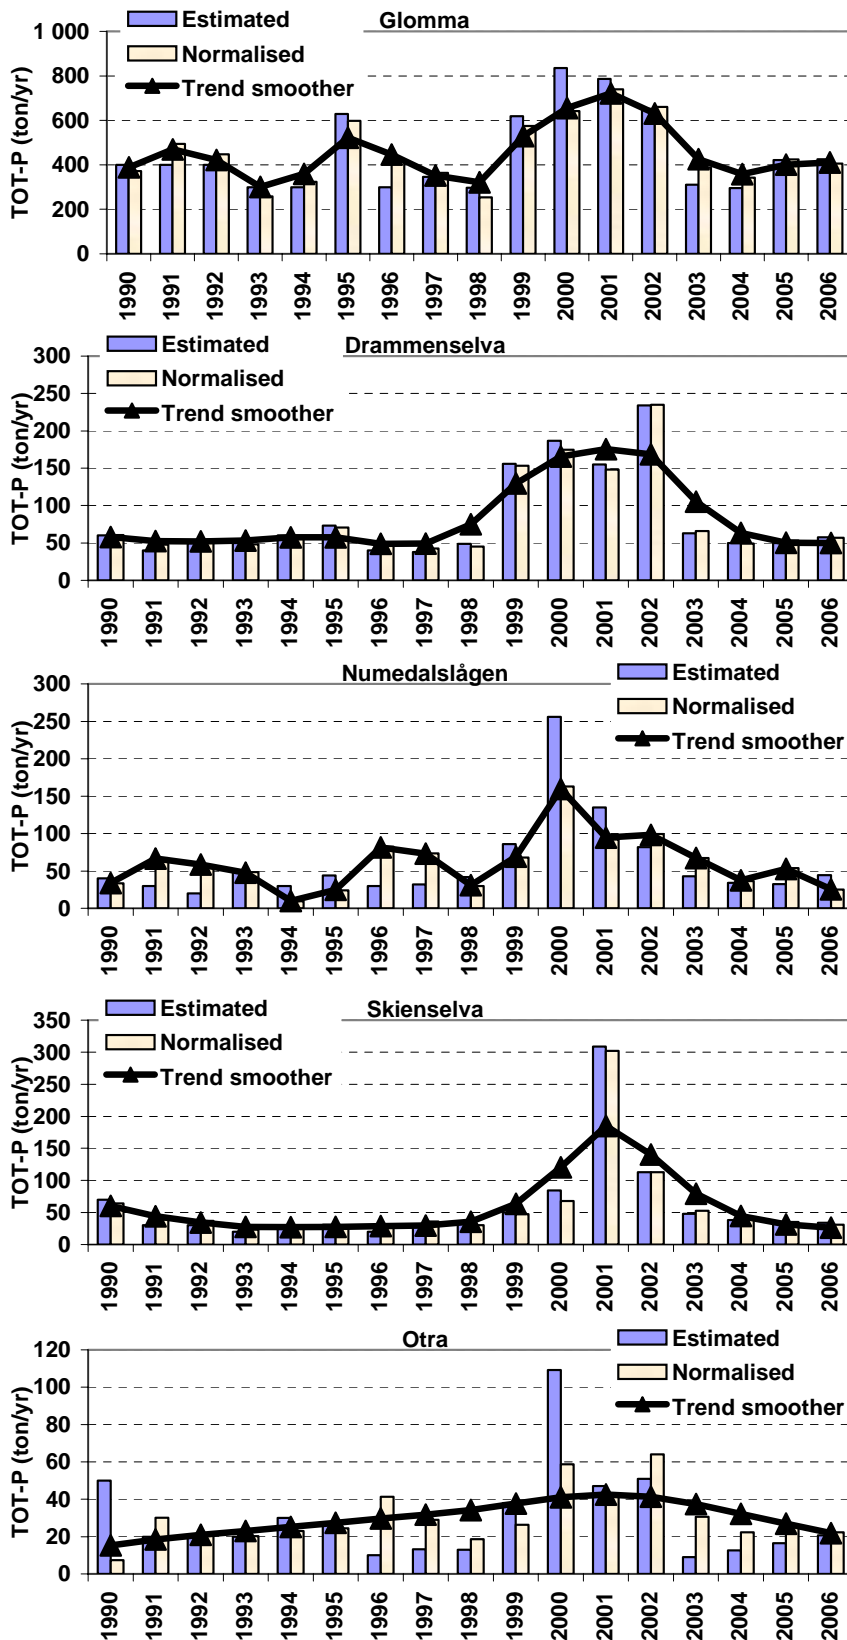 Glomma
Estimated
Normalised
Trend smoother
TOT-P (ton/yr)
1 000
800
600
400
200
0
1990 1991 1992 1993 1994 1995 1996 1997 1998 1999 2000 2001 2002 2003 2004 2005 2006
Drammenselva
Estimated
Normalised
Trend smoother
TOT-P (ton/yr)
300
250
200
150
100
50
0
1990 1991 1992 1993 1994 1995 1996 1997 1998 1999 2000 2001 2002 2003 2004 2005 2006
Numedalslågen
Estimated
Normalised
Trend smoother
TOT-P (ton/yr)
300
250
200
150
100
50
0
1990 1991 1992 1993 1994 1995 1996 1997 1998 1999 2000 2001 2002 2003 2004 2005 2006
Skienselva
Estimated
Normalised
Trend smoother
TOT-P (ton/yr)
350
300
250
200
150
100
50
0
1990 1991 1992 1993 1994 1995 1996 1997 1998 1999 2000 2001 2002 2003 2004 2005 2006
Otra
Estimated
Normalised
Trend smoother
TOT-P (ton/yr)
120
100
80
60
40
20
0
1990 1991 1992 1993 1994 1995 1996 1997 1998 1999 2000 2001 2002 2003 2004 2005 2006